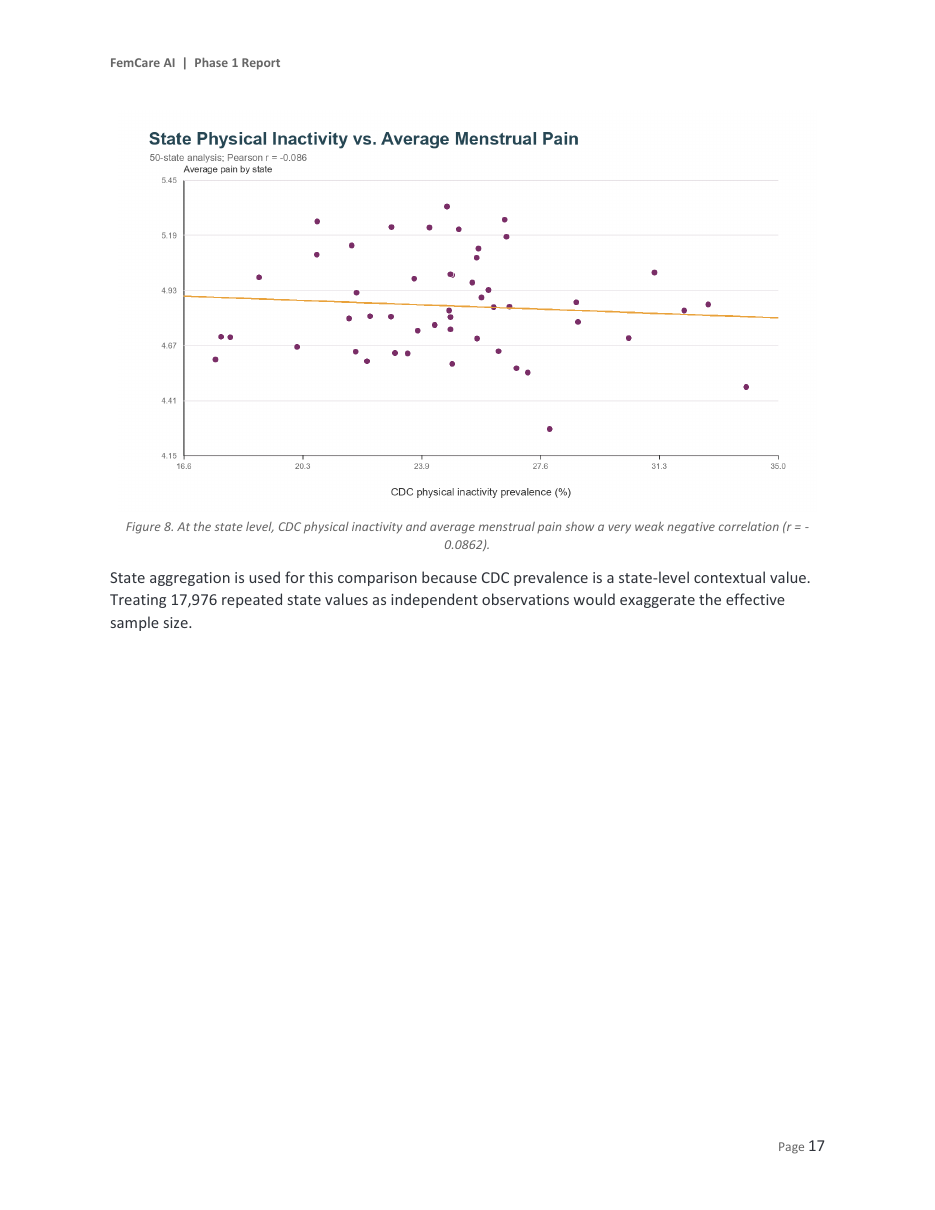 FemCare AI | Phase 1 Report
State Physical Inactivity vs. Average Menstrual Pain
50-state analysis; Pearson r = -0.086
Average pain by state
5.45
5.19
4.93
4.67
4.41
4.15
16.6 20.3 23.9 27.6 31.3 35.0
CDC physical inactivity prevalence (%)
Figure 8. At the state level, CDC physical inactivity and average menstrual pain show a very weak negative correlation (r = -
0.0862).
State aggregation is used for this comparison because CDC prevalence is a state-level contextual value.
Treating 17,976 repeated state values as independent observations would exaggerate the effective
sample size.
Page 17